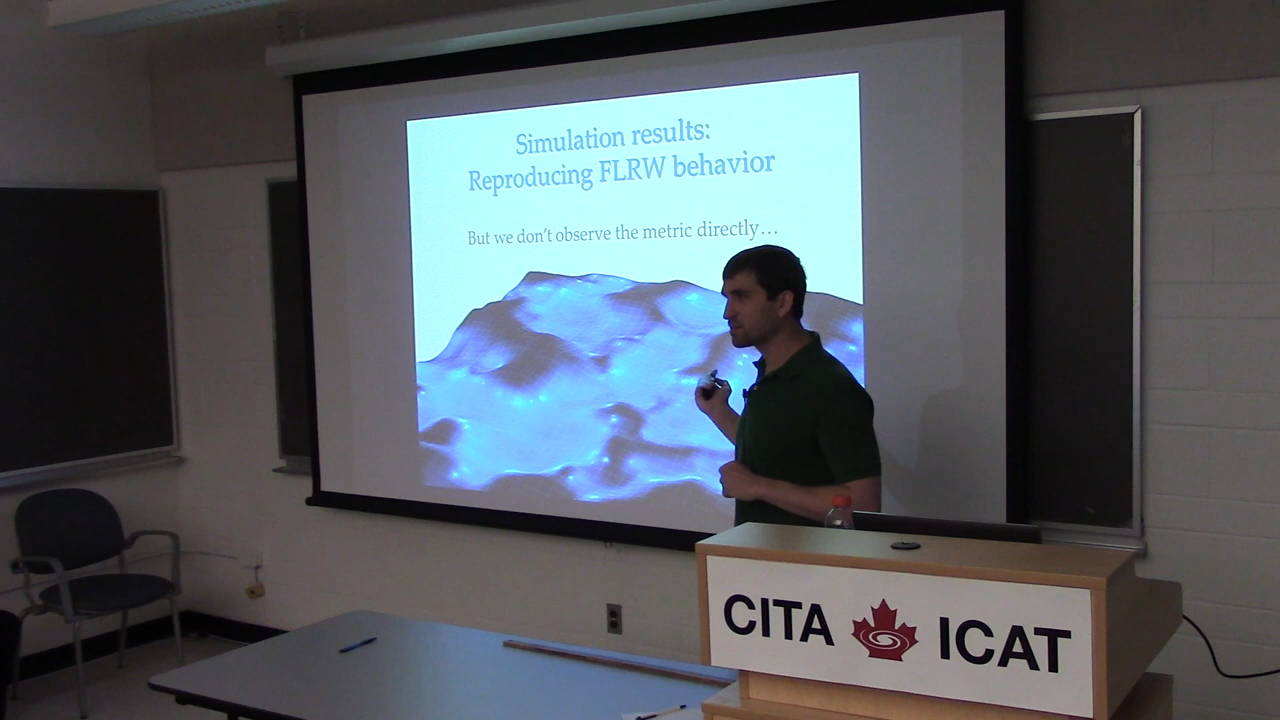 Simulation results:
Reproducing FLRW behavior
But we don't observe the metric directly…
CITA ICAT